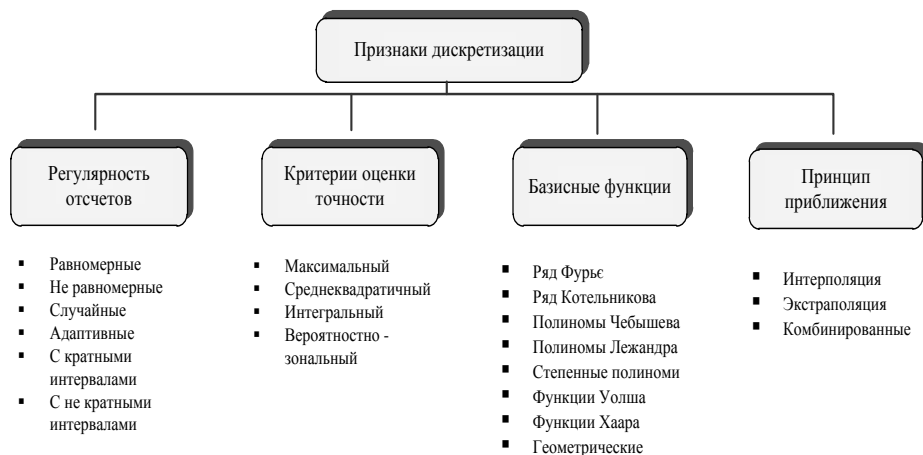 Признаки дискретизации
Регулярность
отсчетов
Критерии оценки
точности
Базисные функции
Принцип
приближения
Равномерные
Не равномерные
Случайные
Адаптивные
С кратными
интервалами
С не кратными
интервалами
Максимальный
Среднеквадратичный
Интегральный
Вероятностно -
зональный
Ряд Фурьє
Ряд Котельникова
Полиномы Чебышева
Полиномы Лежандра
Степенные полиноми
Функции Уолша
Функции Хаара
Геометрические
Интерполяция
Экстраполяция
Комбинированные